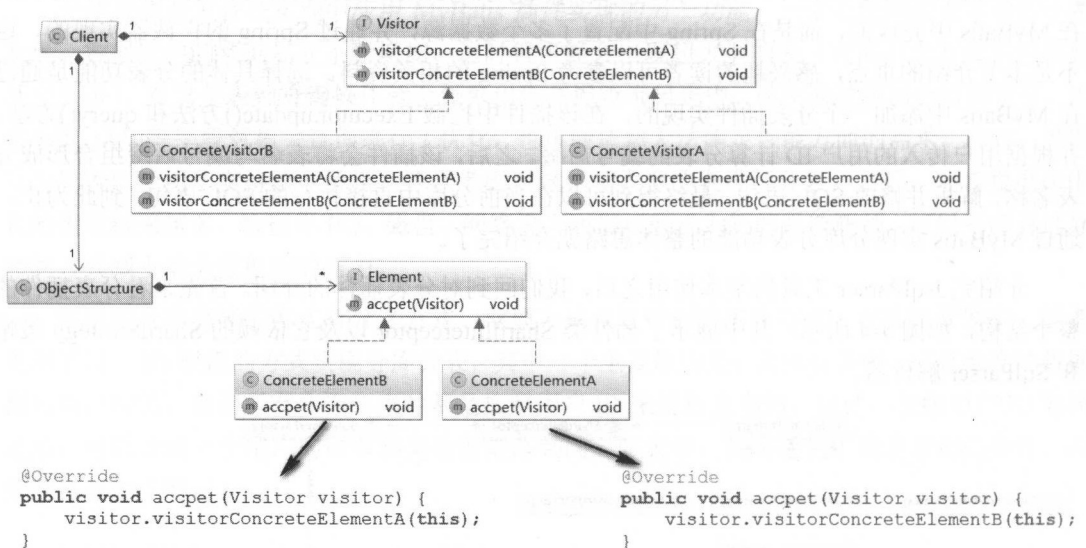 1
1
C Client
I Visitor
m visitorConcreteElementA(ConcreteElementA) void
m visitorConcreteElementB(ConcreteElementB) void
1
C ConcreteVisitorB
m visitorConcreteElementA(ConcreteElementA) void
m visitorConcreteElementB(ConcreteElementB) void
C ConcreteVisitorA
m visitorConcreteElementA(ConcreteElementA) void
m visitorConcreteElementB(ConcreteElementB) void
1
C ObjectStructure
1
*
I Element
m accpet(Visitor) void
C ConcreteElementB
m accpet(Visitor) void
C ConcreteElementA
m accpet(Visitor) void
@Override
public void accpet(Visitor visitor) {
visitor.visitorConcreteElementA(this);
}
@Override
public void accpet(Visitor visitor) {
visitor.visitorConcreteElementB(this);
}